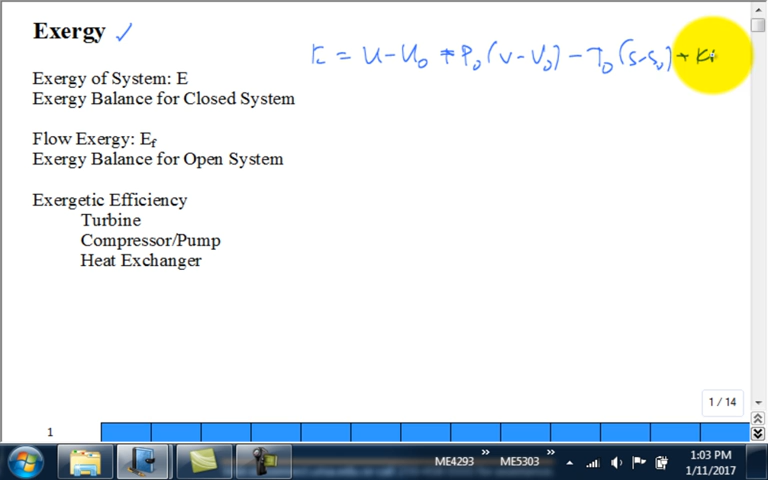 Exergy ✓
E = U - U₀ + P₀(V - V₀) - T₀(S - S₀) + K
Exergy of System: E
Exergy Balance for Closed System
Flow Exergy: Ef
Exergy Balance for Open System
Exergetic Efficiency
Turbine
Compressor/Pump
Heat Exchanger
1 / 14
1
ME4293 »
ME5303 »
1:03 PM
1/11/2017